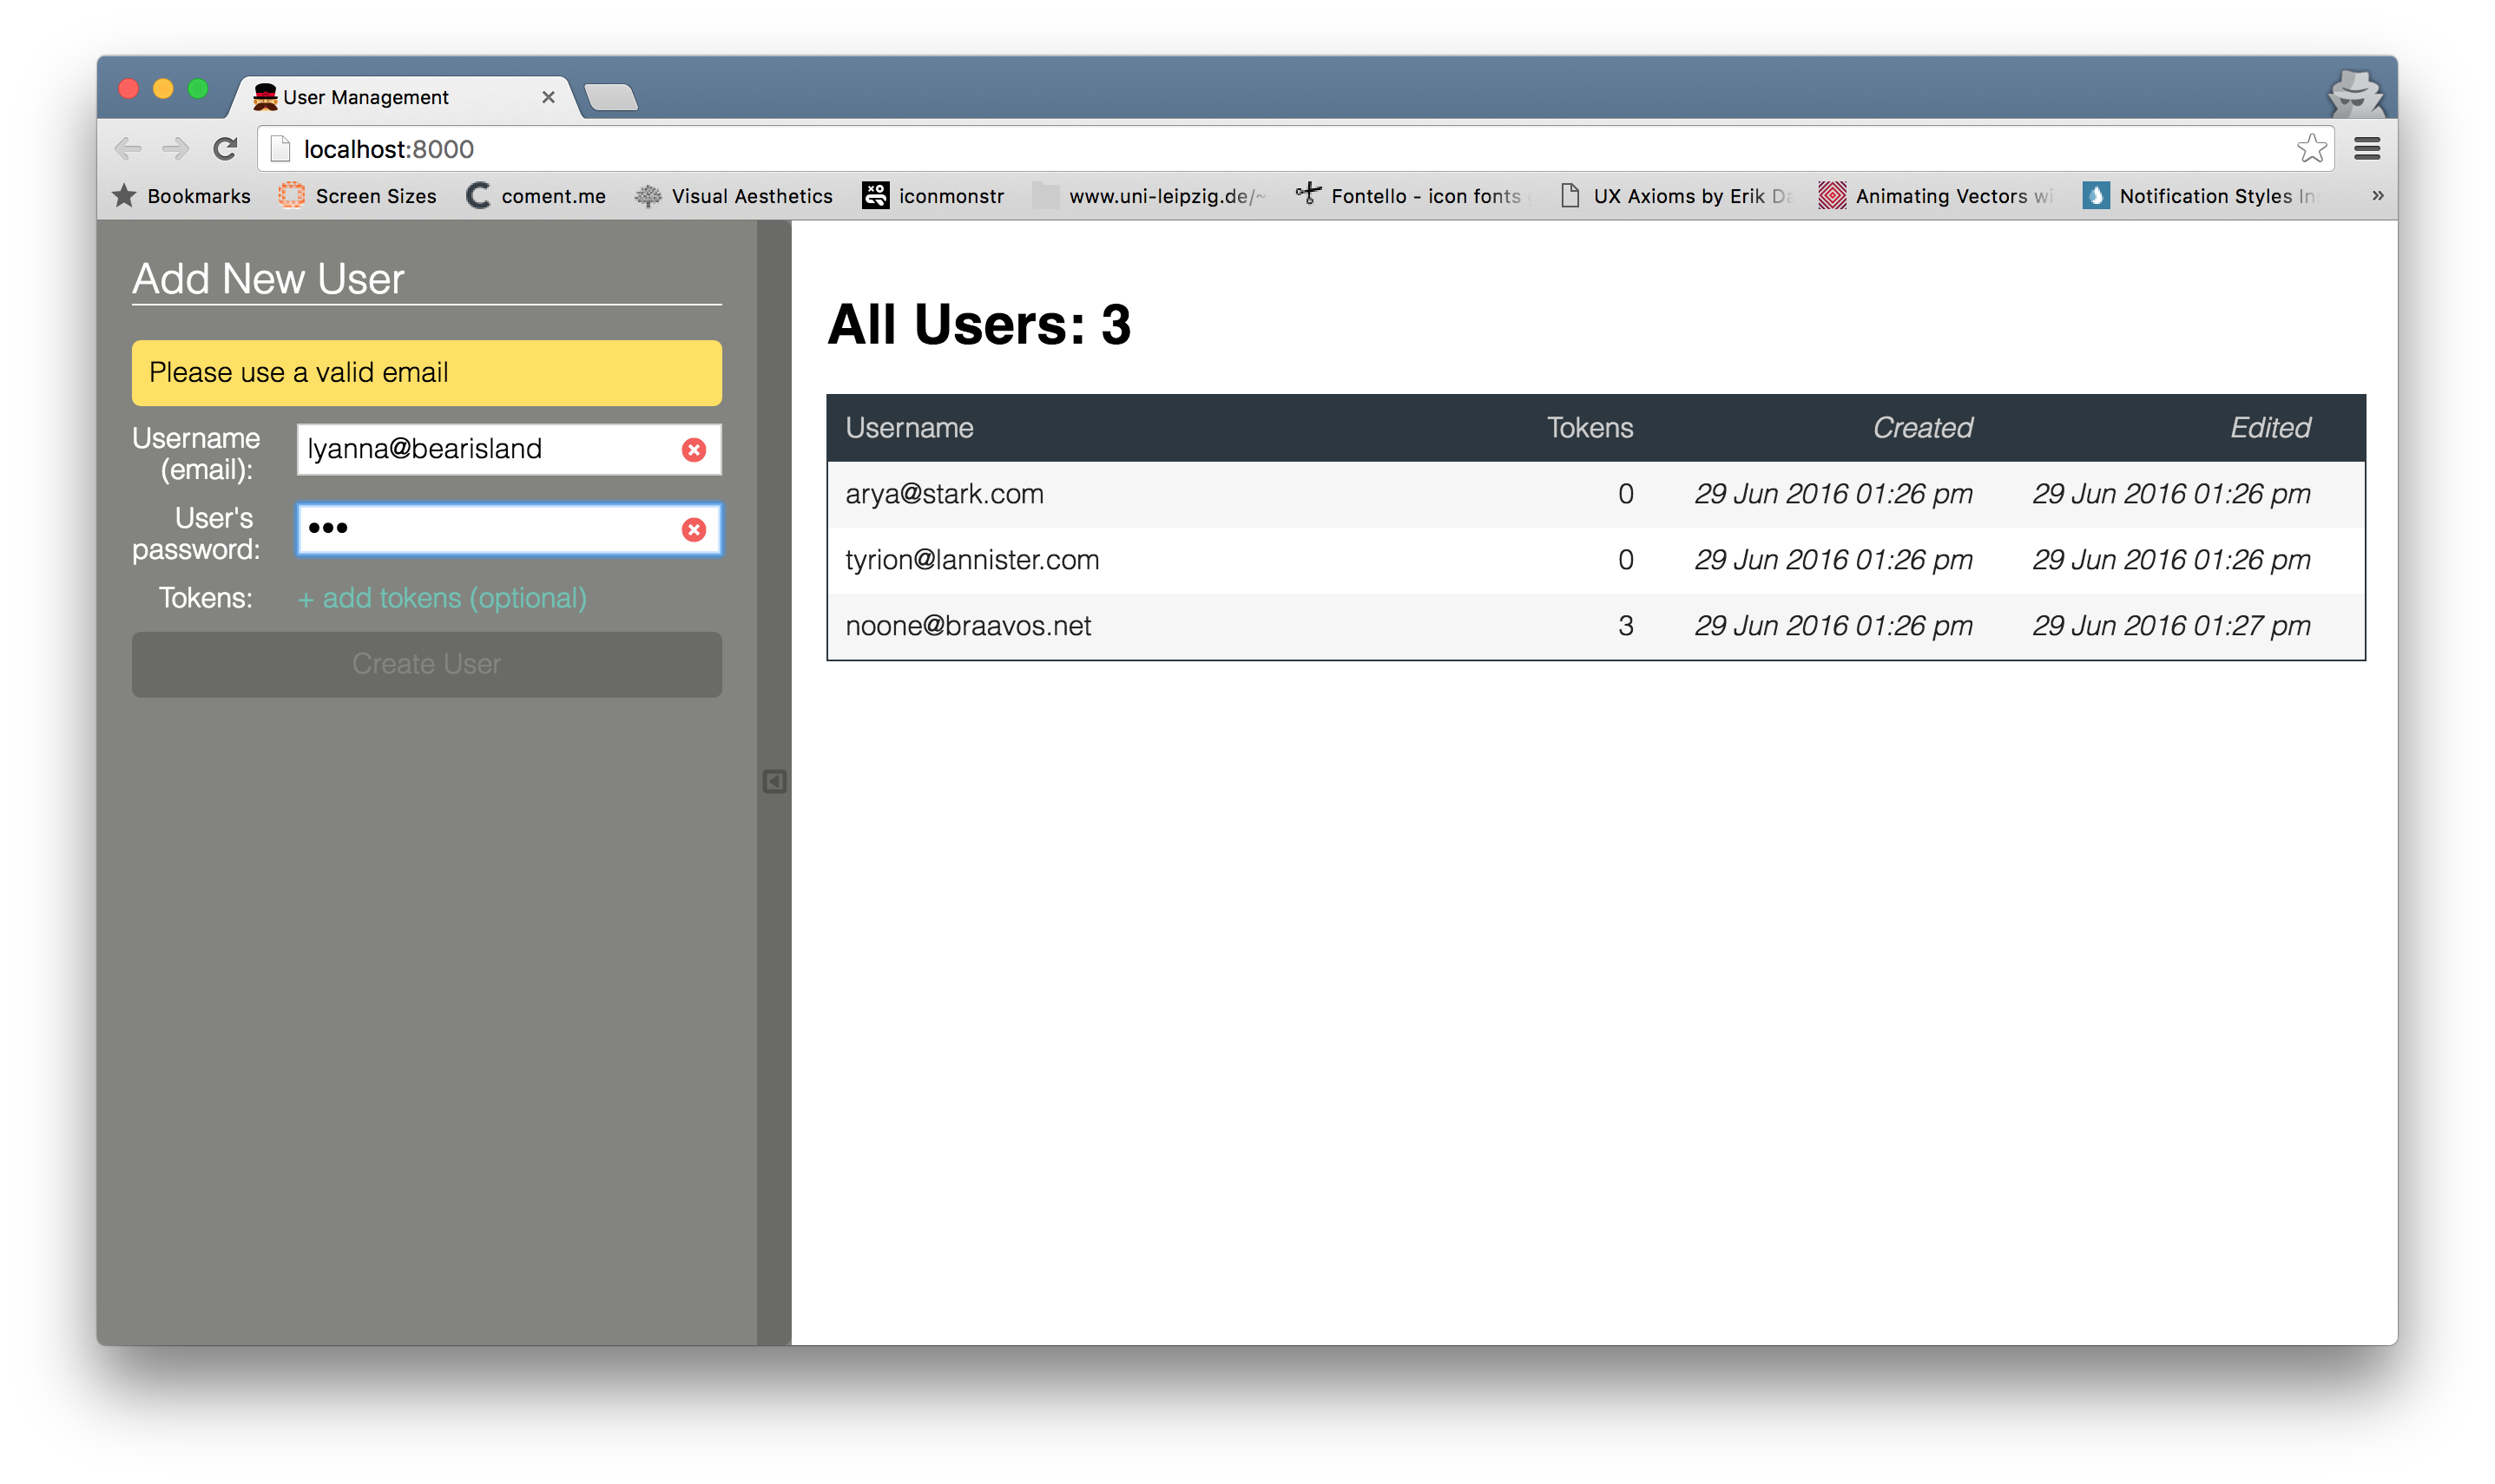 User Management
localhost:8000
Bookmarks Screen Sizes coment.me Visual Aesthetics iconmonstr www.uni-leipzig.de/~ Fontello - icon fonts UX Axioms by Erik Animating Vectors Notification Styles »
Add New User
Please use a valid email
Username
(email):
lyanna@bearisland
User's
password:
•••
Tokens: + add tokens (optional)
Create User
All Users: 3
Username Tokens Created Edited
arya@stark.com 0 29 Jun 2016 01:26 pm 29 Jun 2016 01:26 pm
tyrion@lannister.com 0 29 Jun 2016 01:26 pm 29 Jun 2016 01:26 pm
noone@braavos.net 3 29 Jun 2016 01:26 pm 29 Jun 2016 01:27 pm